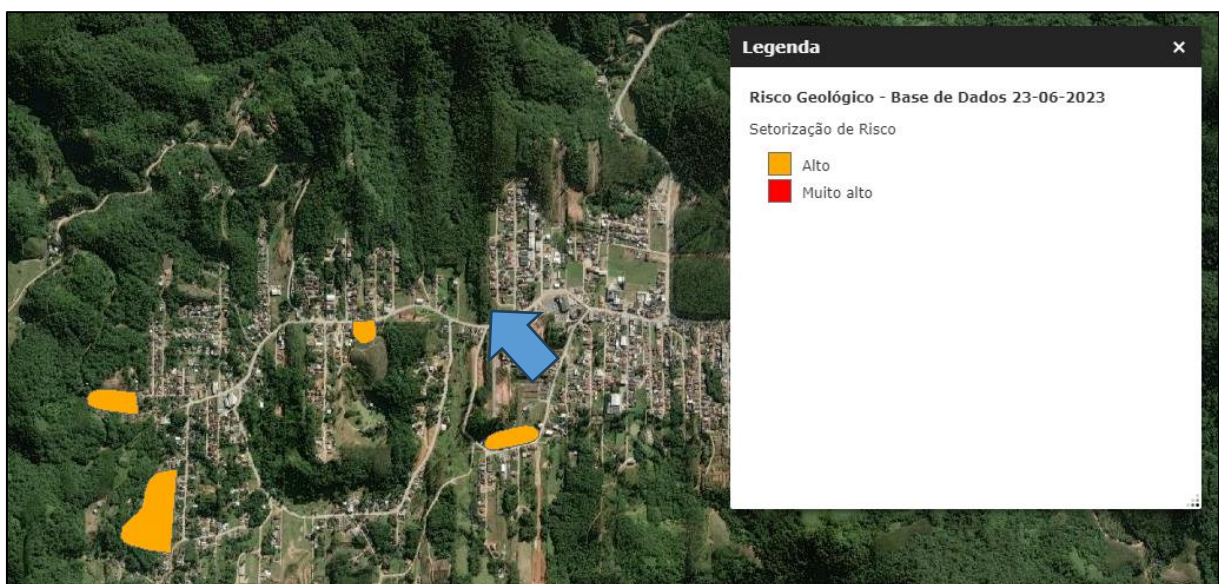 Legenda ×
Risco Geológico - Base de Dados 23-06-2023
Setorização de Risco
Alto
Muito alto